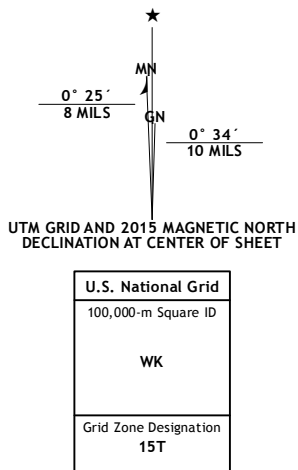 MN
0° 25´
8 MILS
GN
0° 34´
10 MILS
UTM GRID AND 2015 MAGNETIC NORTH
DECLINATION AT CENTER OF SHEET
U.S. National Grid
100,000-m Square ID
WK
Grid Zone Designation
15T